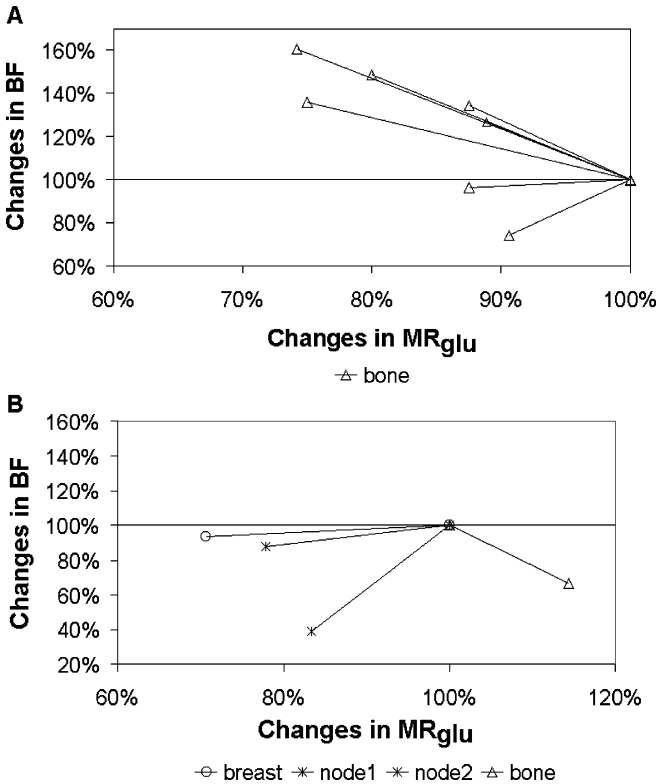 A
Changes in BF
160%
140%
120%
100%
80%
60%
60% 70% 80% 90% 100%
Changes in MRglu
bone
B
Changes in BF
160%
140%
120%
100%
80%
60%
40%
20%
60% 80% 100% 120%
Changes in MRglu
breast node1 node2 bone